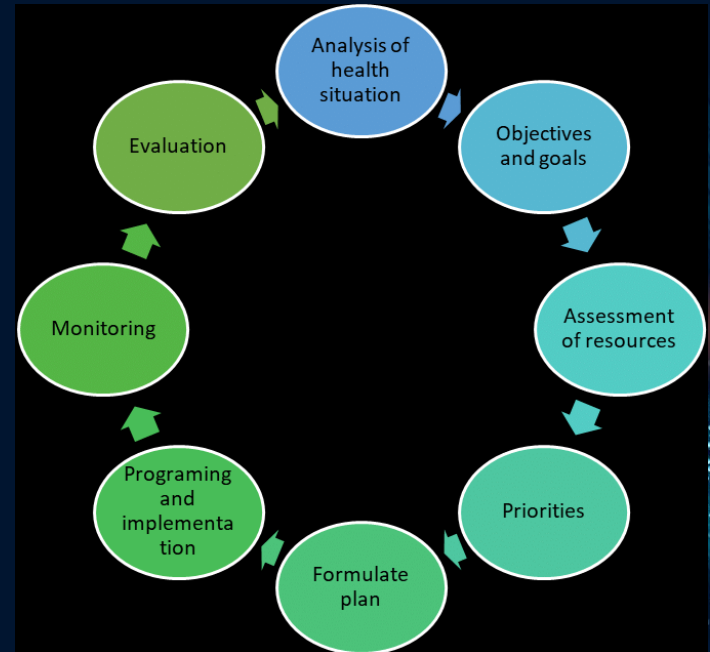 Analysis of
health
situation
Objectives
and goals
Assessment
of resources
Priorities
Formulate
plan
Programing
and
implementa
tion
Monitoring
Evaluation